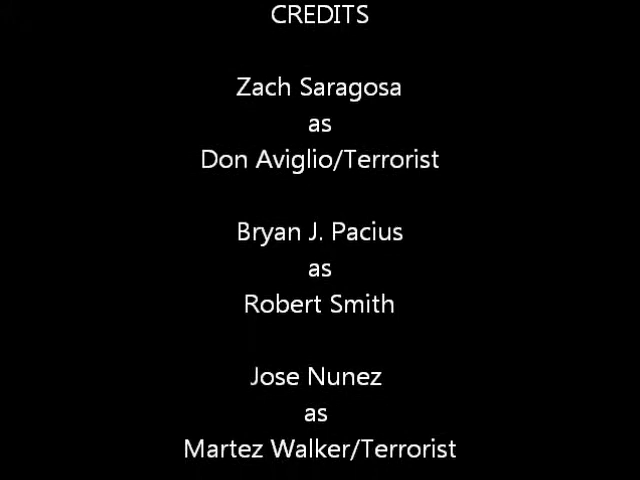 CREDITS
Zach Saragosa
as
Don Aviglio/Terrorist
Bryan J. Pacius
as
Robert Smith
Jose Nunez
as
Martez Walker/Terrorist